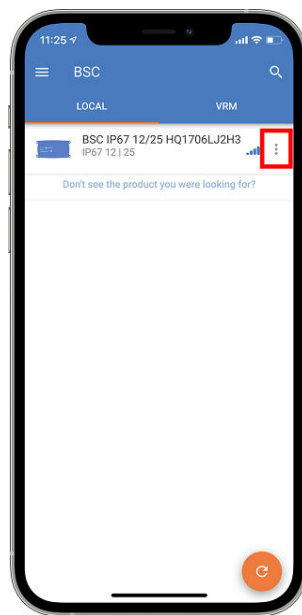 11:25
BSC
LOCAL VRM
BSC IP67 12/25 HQ1706LJ2H3
IP67 12 | 25
Don't see the product you were looking for?